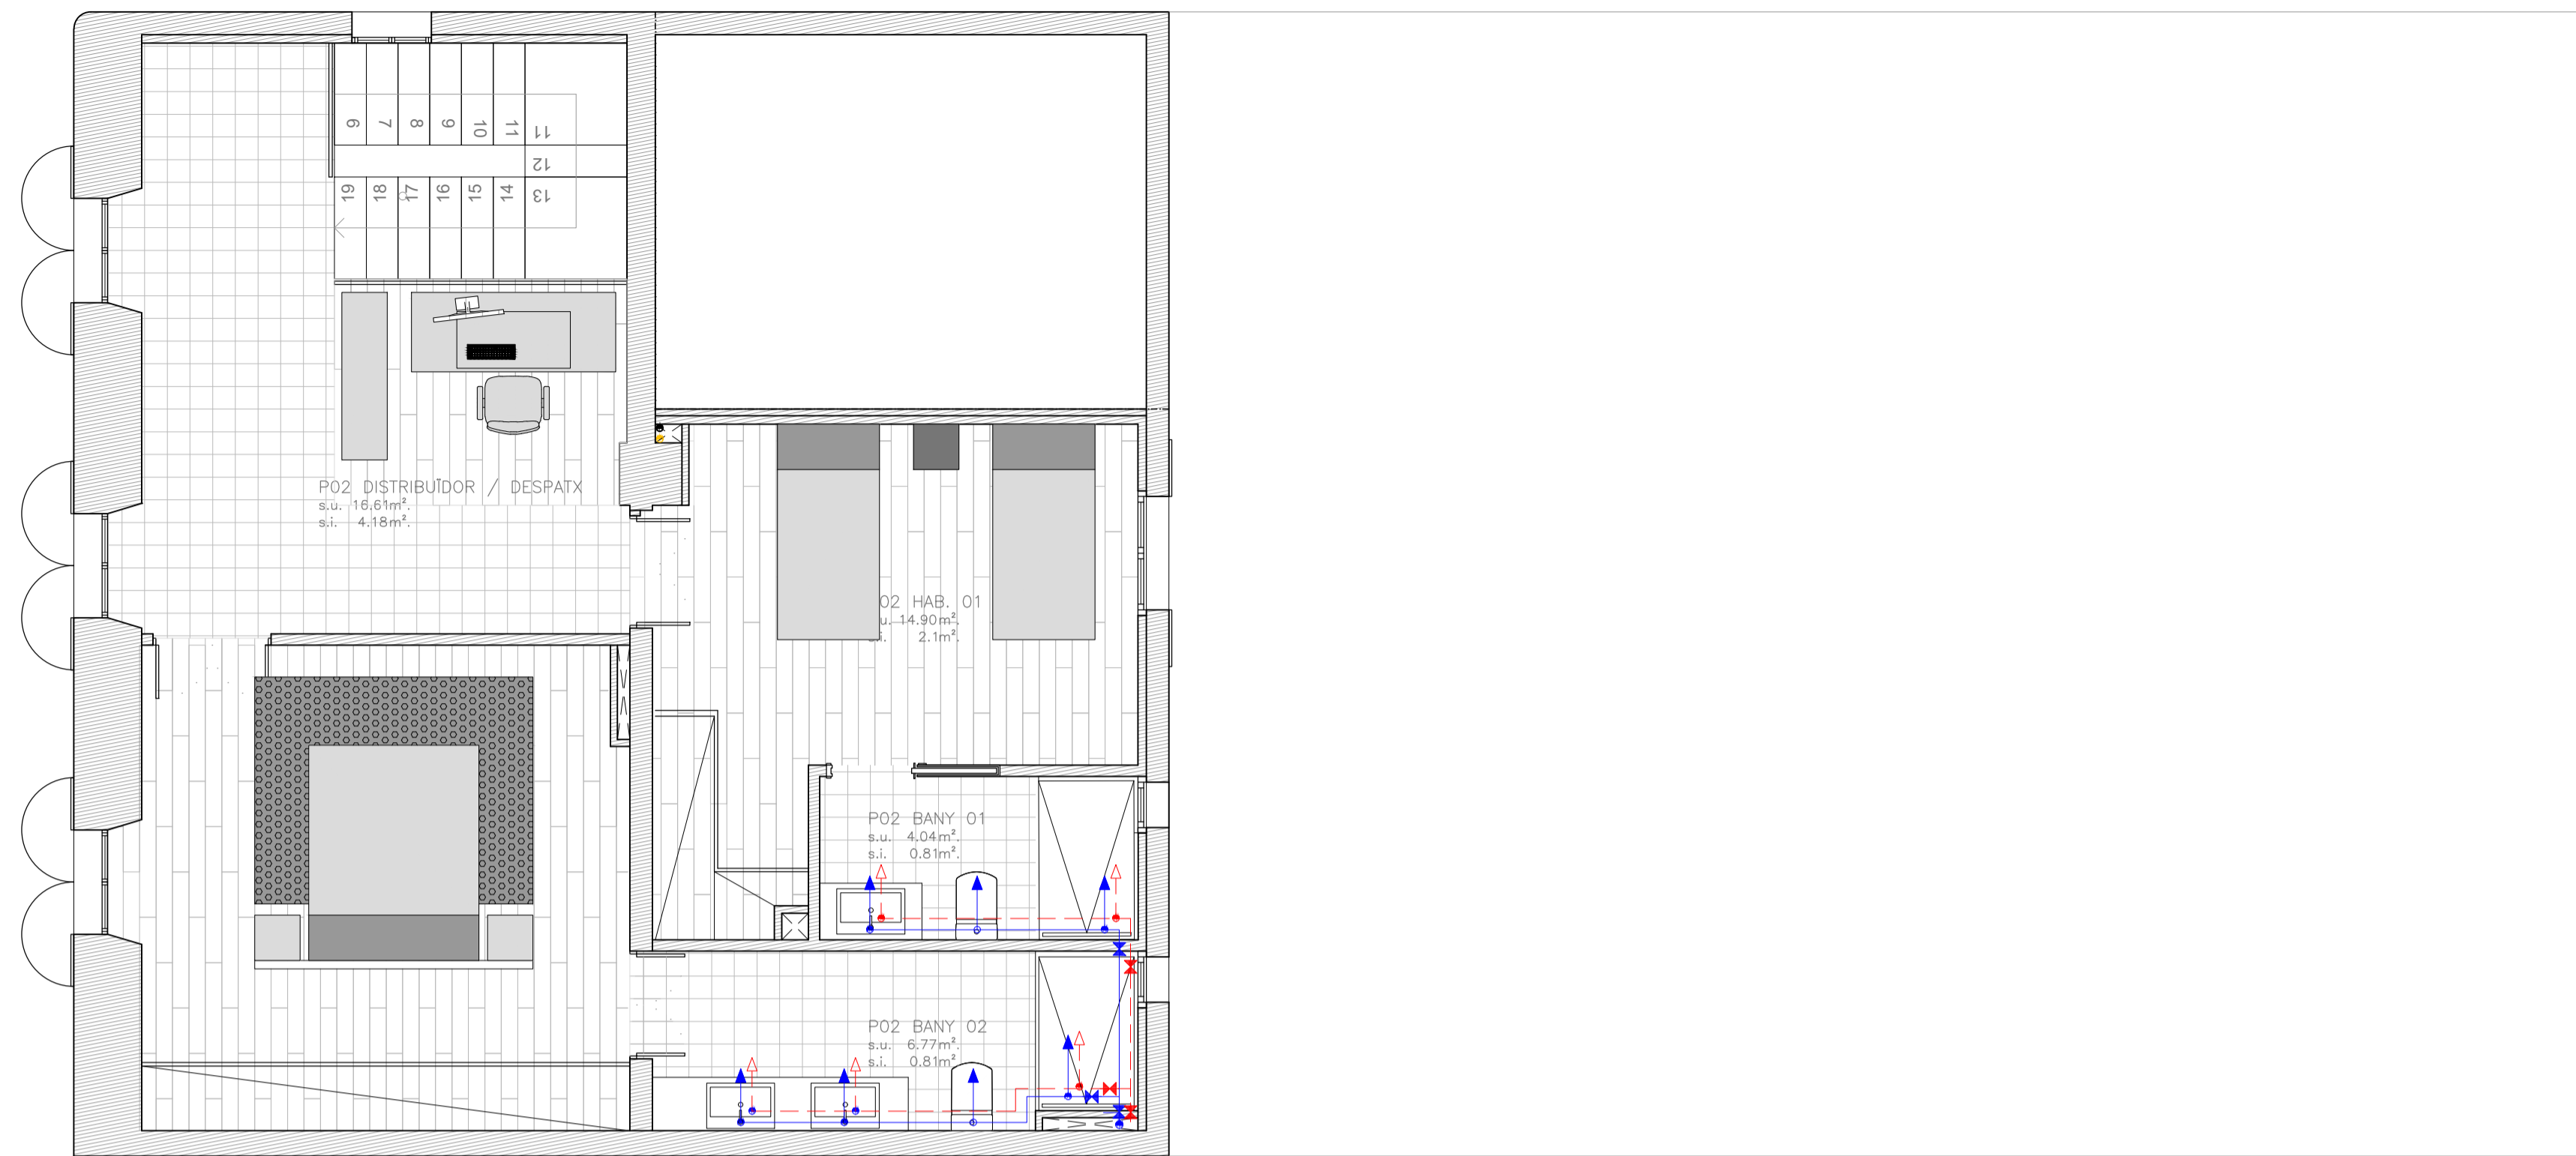 6 7 8 9 10 11 11
12
19 18 17 16 15 14 13
P02 DISTRIBUÏDOR / DESPATX
s.u. 16.61m².
s.i. 4.18m².
02 HAB. 01
u. 14.90m².
i. 2.1m².
P02 BANY 01
s.u. 4.04m².
s.i. 0.81m².
P02 BANY 02
s.u. 6.77m².
s.i. 0.81m².